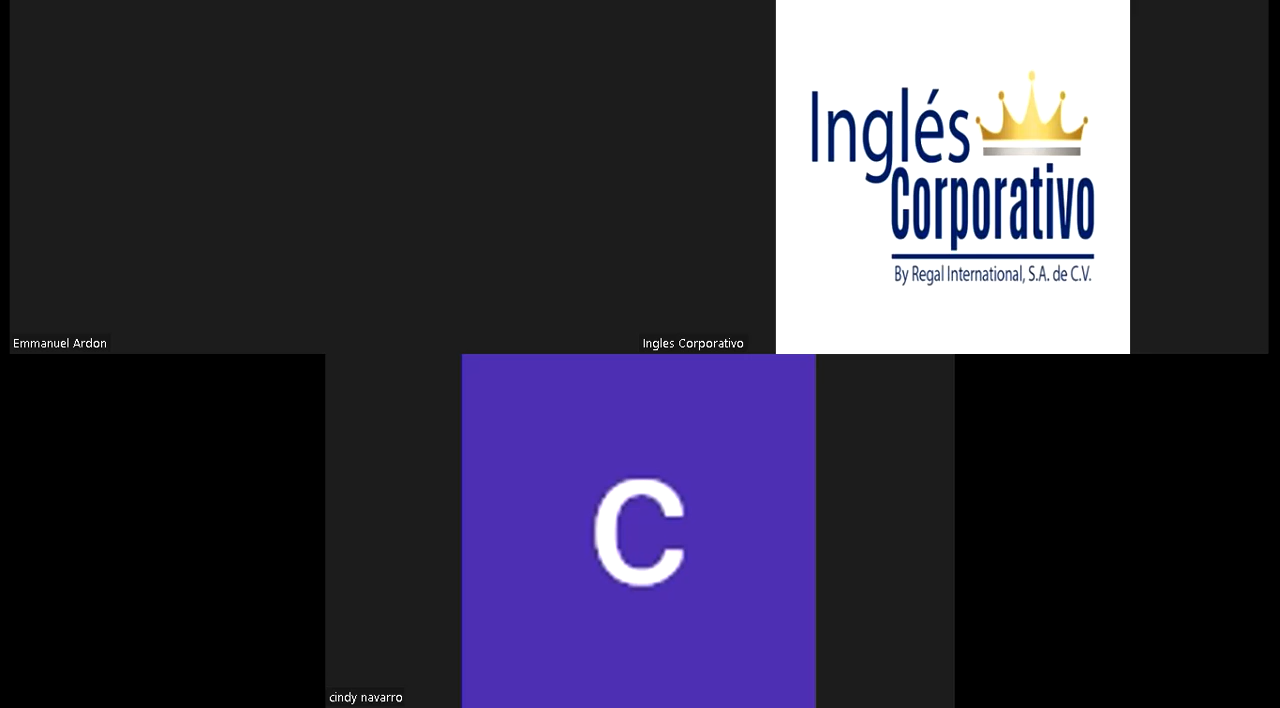 Inglés
Corporativo
By Regal International, S.A. de C.V.
Emmanuel Ardon
Ingles Corporativo
C
cindy navarro